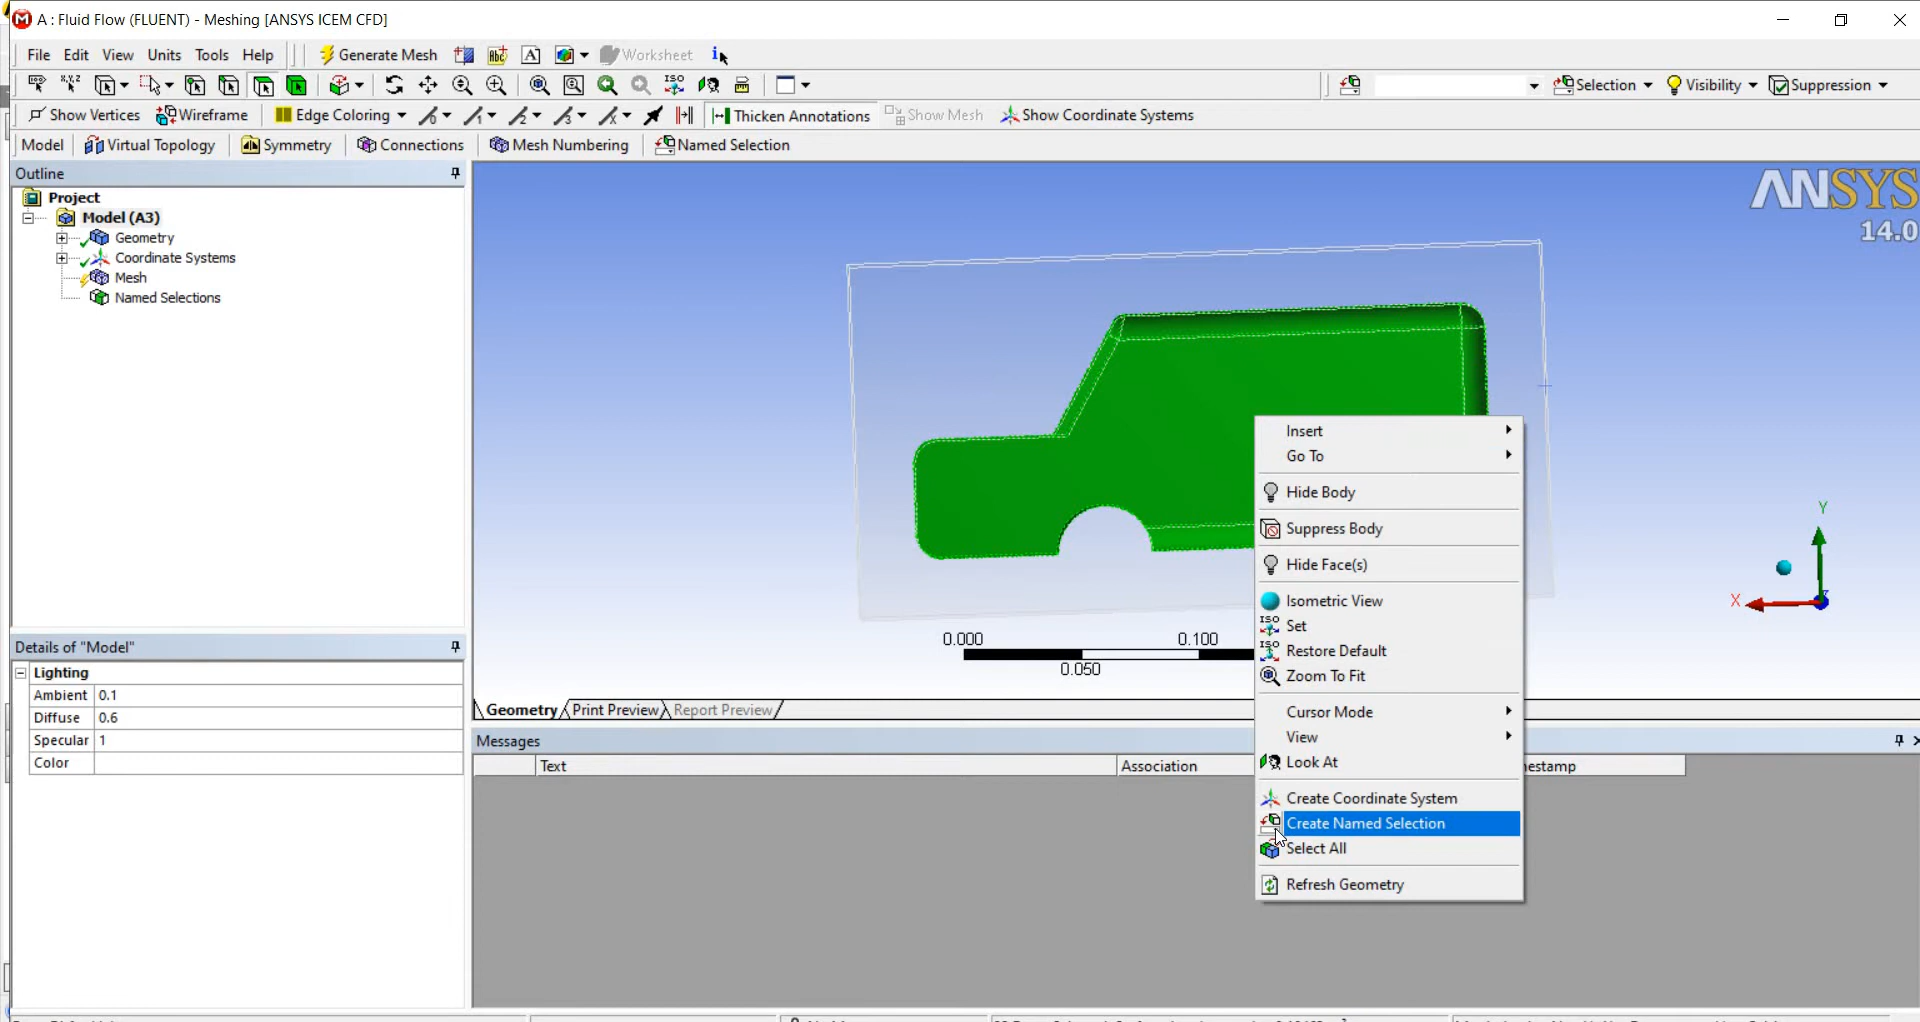 A : Fluid Flow (FLUENT) - Meshing [ANSYS ICEM CFD]
File Edit View Units Tools Help Generate Mesh Worksheet
Selection Visibility Suppression
Show Vertices Wireframe Edge Coloring Thicken Annotations Show Mesh Show Coordinate Systems
Model Virtual Topology Symmetry Connections Mesh Numbering Named Selection
Outline
Project
Model (A3)
Geometry
Coordinate Systems
Mesh
Named Selections
Details of "Model"
Lighting
Ambient 0.1
Diffuse 0.6
Specular 1
Color
ANSYS
14.0
Y
X
0.000 0.100
0.050
Geometry Print Preview Report Preview
Messages
Text Association
Insert
Go To
Hide Body
Suppress Body
Hide Face(s)
Isometric View
ISO Set
ISO Restore Default
Zoom To Fit
Cursor Mode
View
Look At
Create Coordinate System
Create Named Selection
Select All
Refresh Geometry